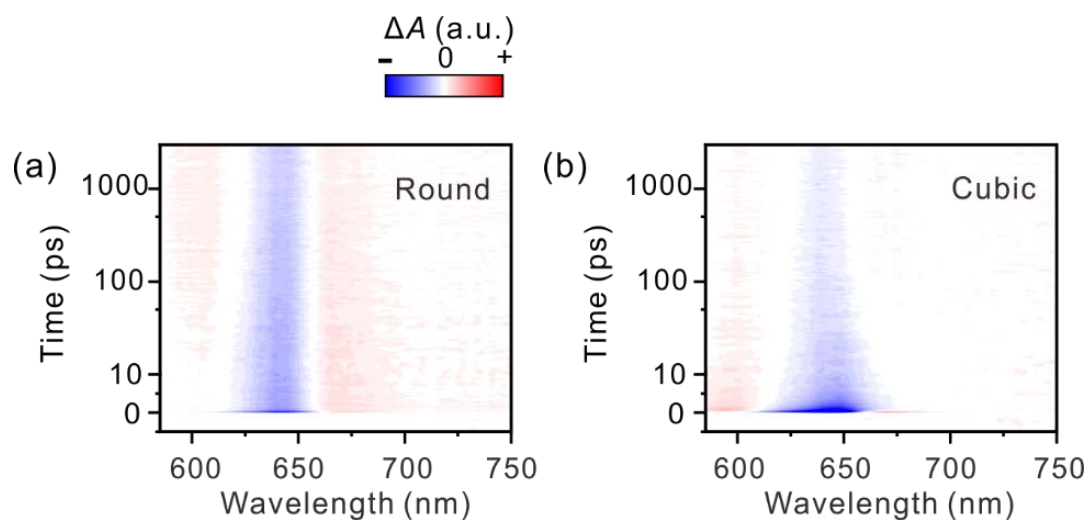 ΔA (a.u.)
- 0 +
(a)
Round
Time (ps)
1000
100
10
0
600 650 700 750
Wavelength (nm)
(b)
Cubic
Time (ps)
1000
100
10
0
600 650 700 750
Wavelength (nm)